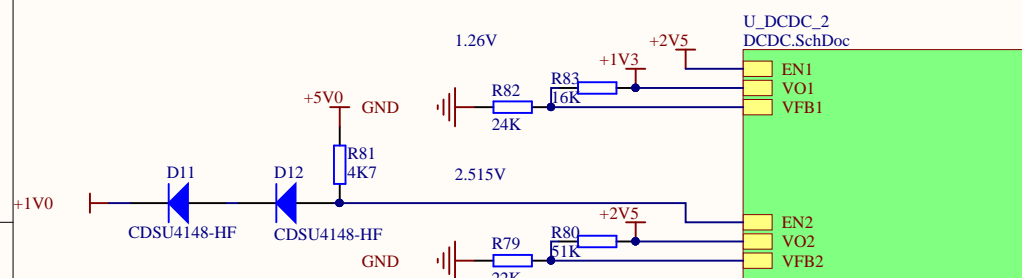 U_DCDC_2
DCDC.SchDoc
1.26V
+2V5
+1V3
EN1
R83
VO1
16K
R82
VFB1
24K
+5V0
GND
R81
4K7
D11
D12
2.515V
+1V0
CDSU4148-HF
CDSU4148-HF
+2V5
EN2
R80
VO2
51K
R79
VFB2
GND